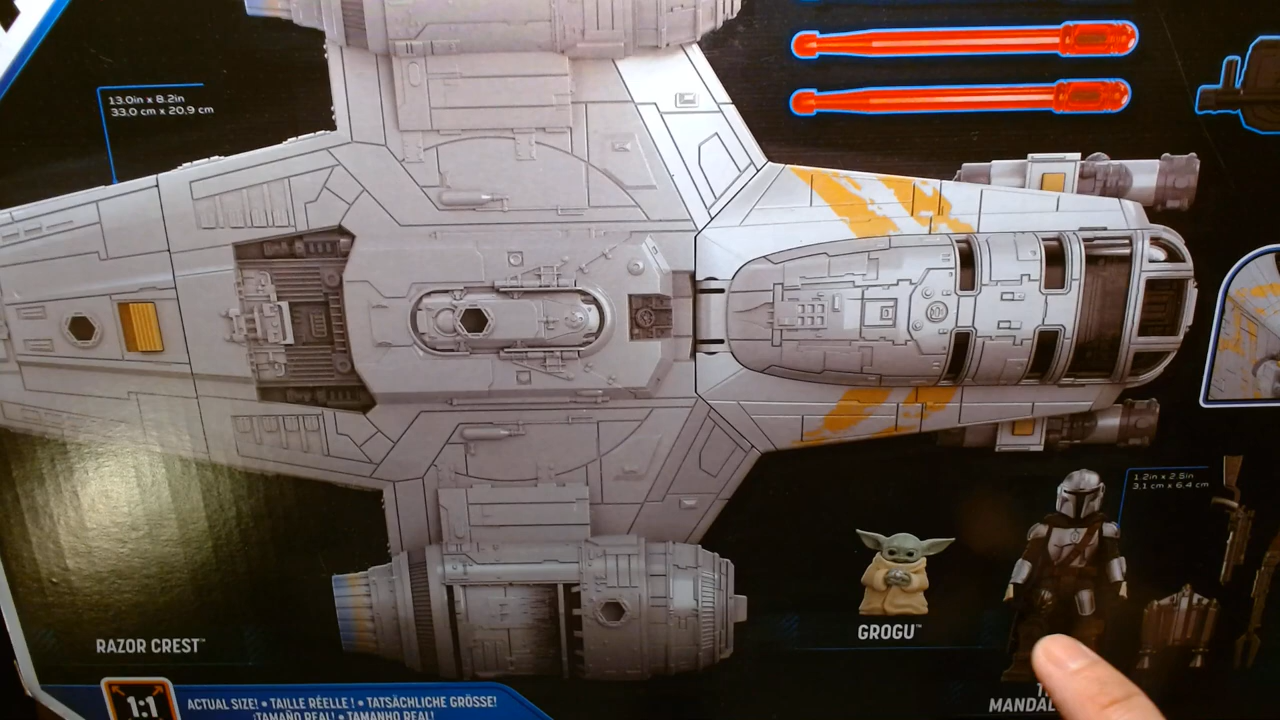 13.0in x 8.2in
33,0 cm x 20,9 cm
1.2in x 2.5in
3,1 cm x 6,4 cm
GROGU™
RAZOR CREST™
1:1
ACTUAL SIZE! • TAILLE RÉELLE ! • TATSÄCHLICHE GRÖSSE!
¡TAMAÑO REAL! • TAMANHO REAL!